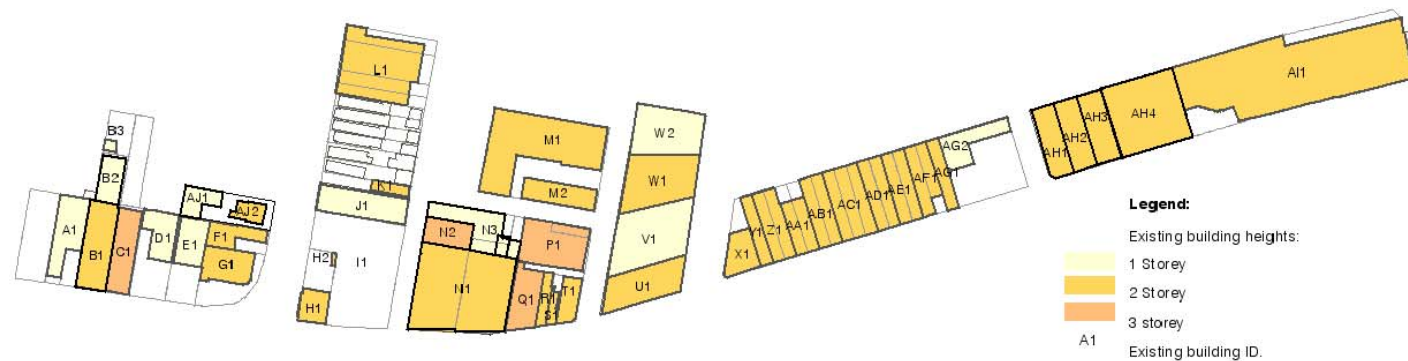 L1
B3
B2
A1
B1
C1
D1
AJ1
AJ2
E1
F1
G1
K1
J1
H2
I1
H1
M1
M2
N2
N3
N1
P1
Q1
R1
S1
T1
W2
W1
V1
U1
X1
Y1
Z1
AA1
AB1
AC1
AD1
AE1
AF1
AG1
AG2
AH1
AH2
AH3
AH4
AI1
Legend:
Existing building heights:
1 Storey
2 Storey
3 storey
A1
Existing building ID.